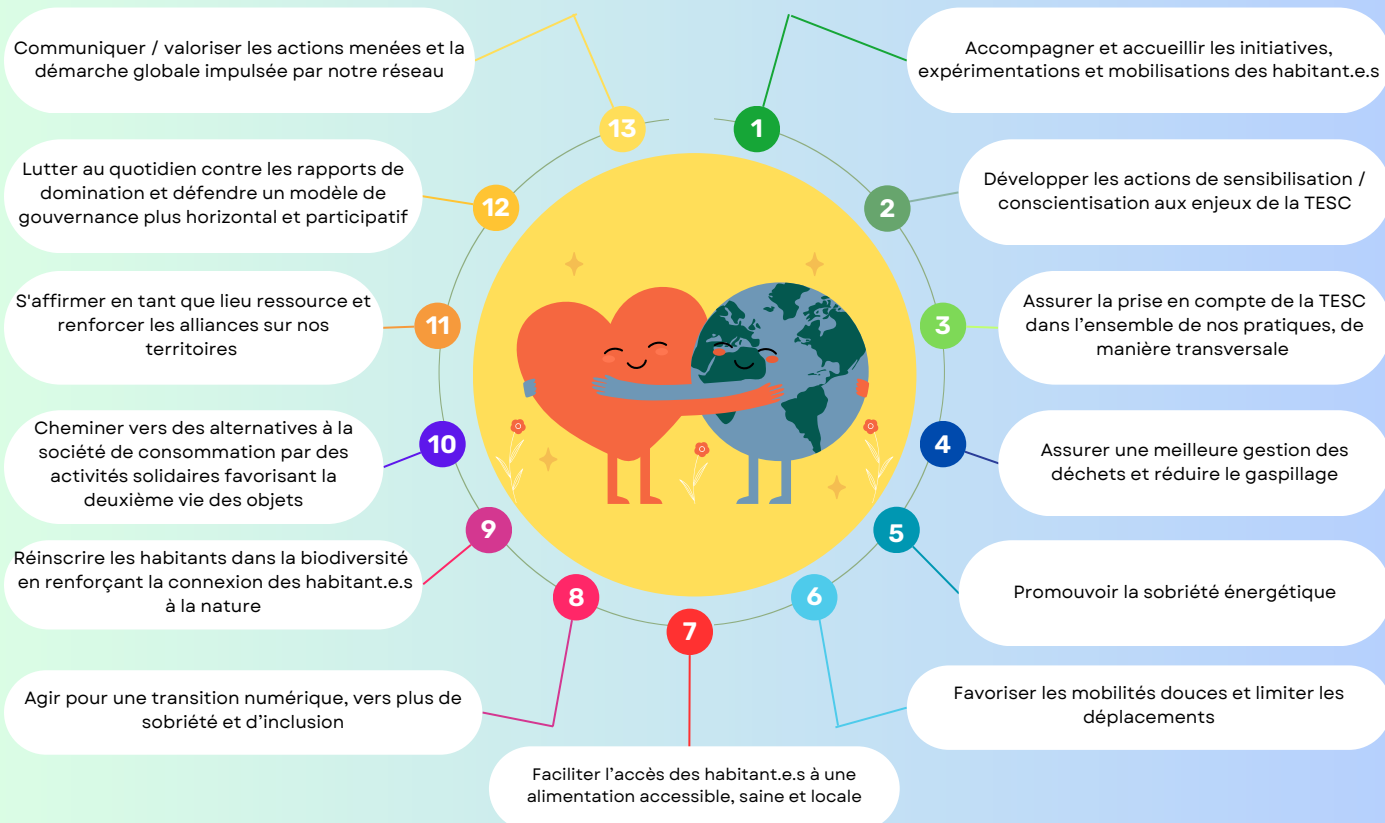 1
Accompagner et accueillir les initiatives,
expérimentations et mobilisations des habitant.e.s
2
Développer les actions de sensibilisation /
conscientisation aux enjeux de la TESC
3
Assurer la prise en compte de la TESC
dans l'ensemble de nos pratiques, de
manière transversale
4
Assurer une meilleure gestion des
déchets et réduire le gaspillage
5
Promouvoir la sobriété énergétique
6
Favoriser les mobilités douces et limiter les
déplacements
7
Faciliter l'accès des habitant.e.s à une
alimentation accessible, saine et locale
8
Agir pour une transition numérique, vers plus de
sobriété et d'inclusion
9
Réinscrire les habitants dans la biodiversité
en renforçant la connexion des habitant.e.s
à la nature
10
Cheminer vers des alternatives à la
société de consommation par des
activités solidaires favorisant la
deuxième vie des objets
11
S'affirmer en tant que lieu ressource et
renforcer les alliances sur nos
territoires
12
Lutter au quotidien contre les rapports de
domination et défendre un modèle de
gouvernance plus horizontal et participatif
13
Communiquer / valoriser les actions menées et la
démarche globale impulsée par notre réseau